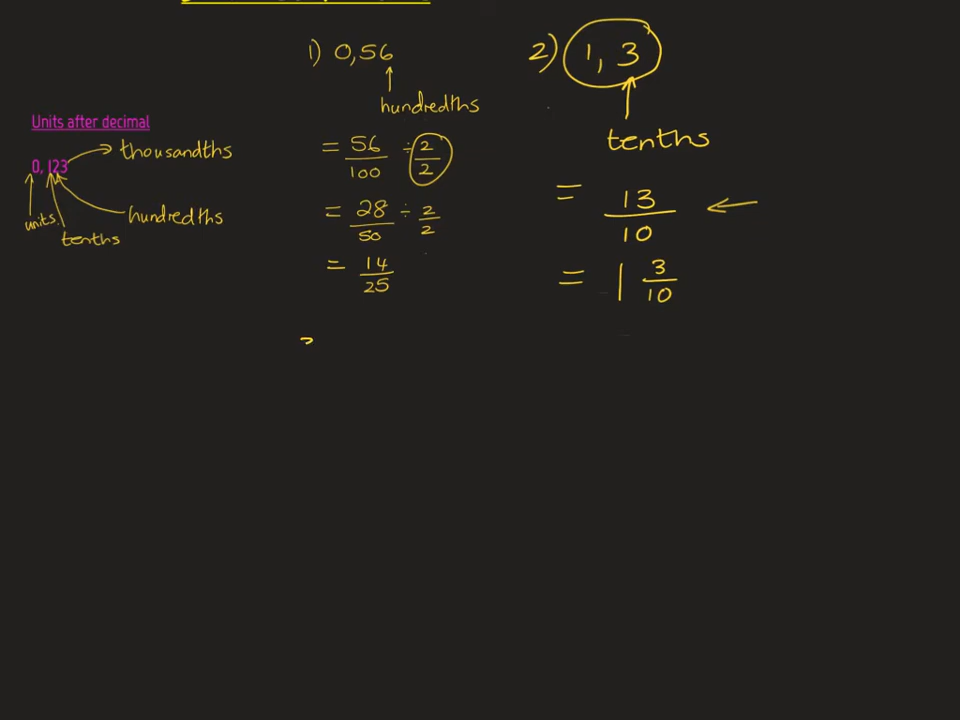 1) 0,56
hundredths
= 56/100 ÷ 2/2
= 28/50 ÷ 2/2
= 14/25
2) 1,3
tenths
= 13/10
= 1 3/10
Units after decimal
0,123
thousandths
hundredths
units.
tenths